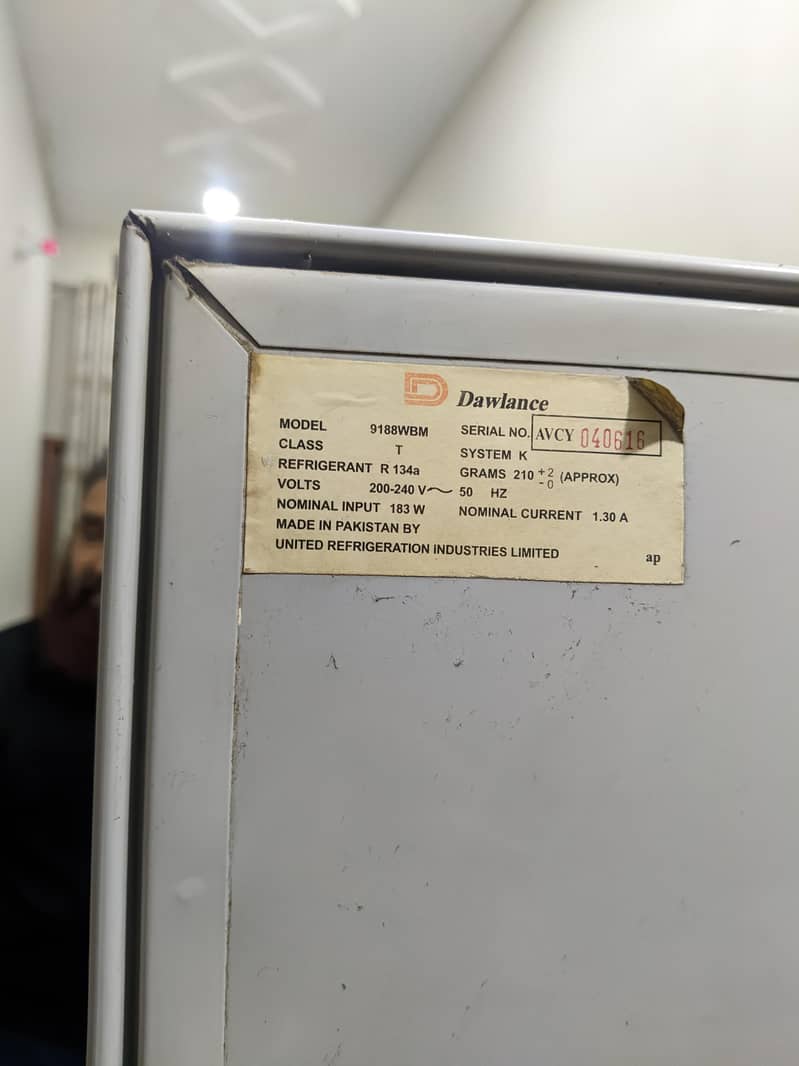 Dawlance
MODEL 9188WBM SERIAL NO. AVCY 040616
CLASS T SYSTEM K
REFRIGERANT R 134a GRAMS 210 +2 -0 (APPROX)
VOLTS 200-240 V~ 50 HZ
NOMINAL INPUT 183 W NOMINAL CURRENT 1.30 A
MADE IN PAKISTAN BY
UNITED REFRIGERATION INDUSTRIES LIMITED ap